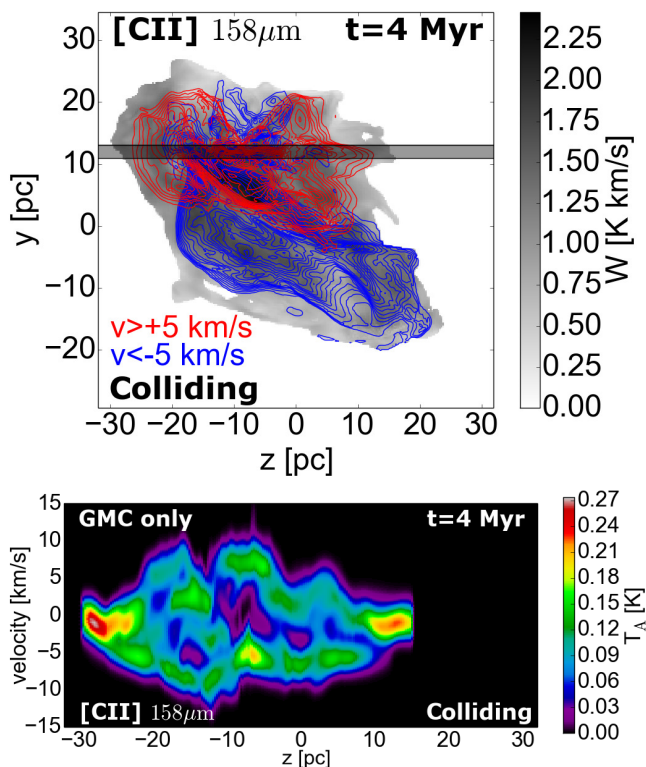 [CII] 158μm t=4 Myr
30
20
10
0
−10
−20
y [pc]
v>+5 km/s
v<-5 km/s
Colliding
−30 −20 −10 0 10 20 30
z [pc]
2.25
2.00
1.75
1.50
1.25
1.00
0.75
0.50
0.25
0.00
W [K km/s]
GMC only t=4 Myr
15
10
5
0
−5
−10
−15
velocity [km/s]
[CII] 158μm Colliding
−30 −20 −10 0 10 20 30
z [pc]
0.27
0.24
0.21
0.18
0.15
0.12
0.09
0.06
0.03
0.00
T_A [K]